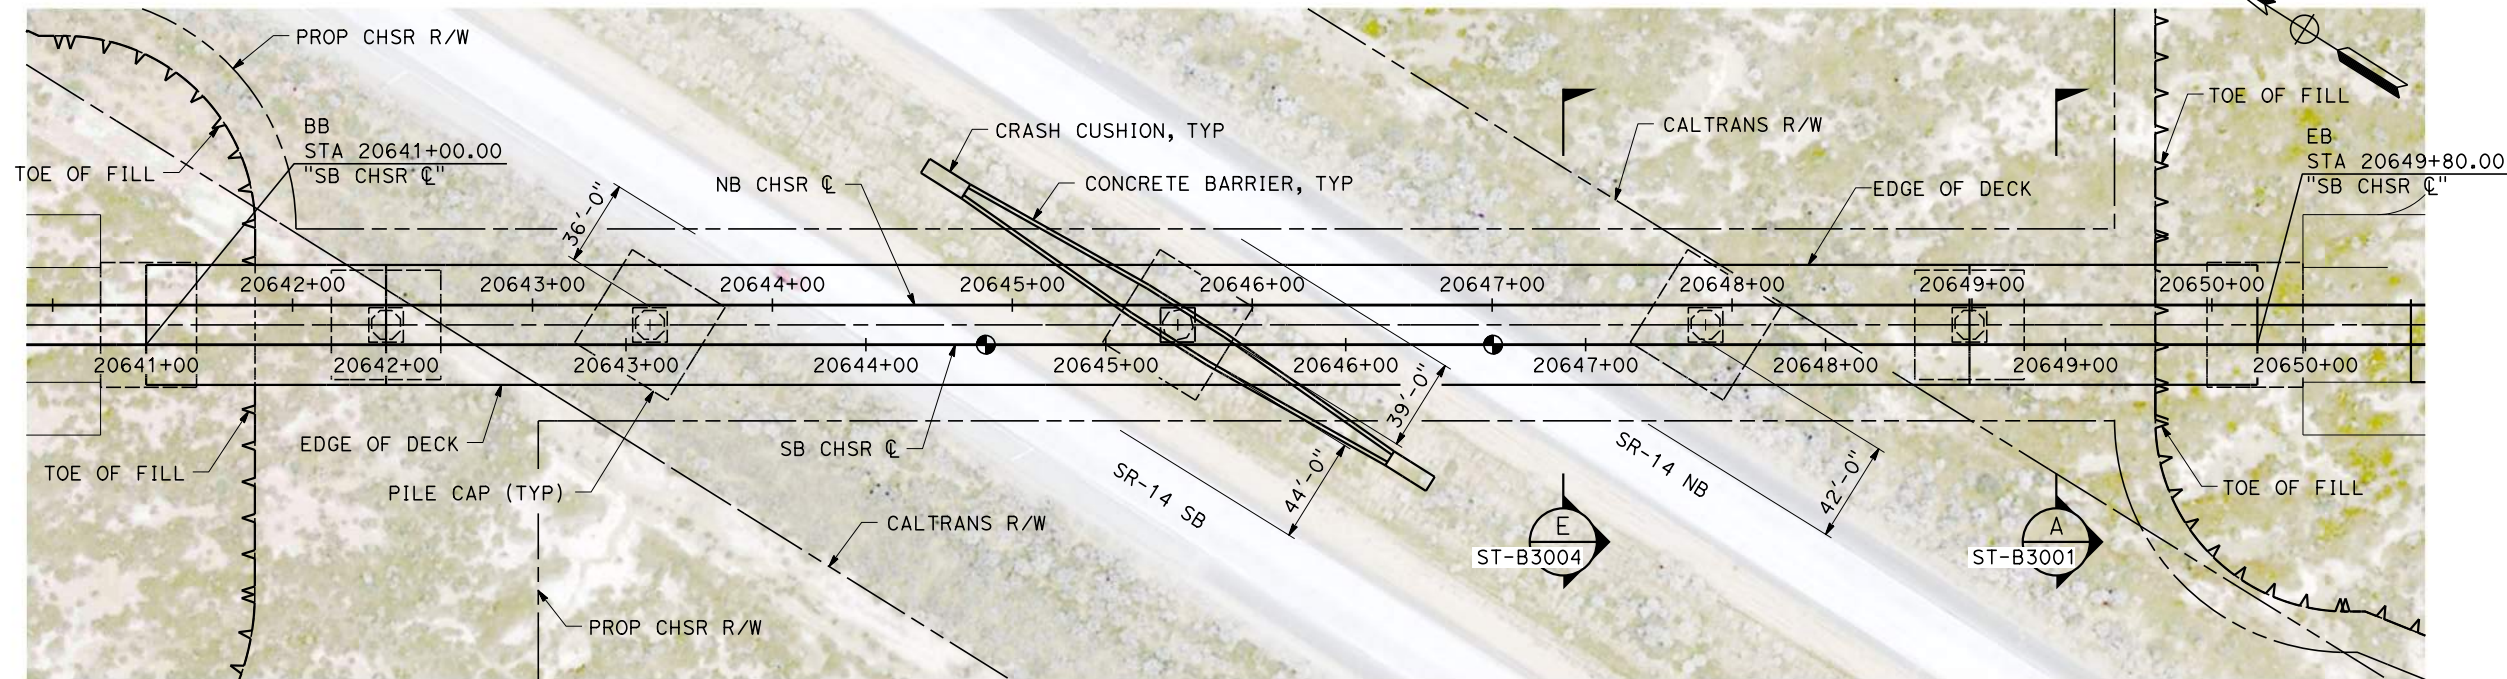 PROP CHSR R/W
TOE OF FILL
BB
STA 20641+00.00
"SB CHSR ℄"
TOE OF FILL
36'-0"
NB CHSR ℄
CRASH CUSHION, TYP
CONCRETE BARRIER, TYP
CALTRANS R/W
EDGE OF DECK
TOE OF FILL
EB
STA 20649+80.00
"SB CHSR ℄"
20642+00
20643+00
20644+00
20645+00
20646+00
20647+00
20648+00
20649+00
20650+00
20641+00
20642+00
20643+00
20644+00
20645+00
20646+00
20647+00
20648+00
20649+00
20650+00
39'-0"
EDGE OF DECK
SB CHSR ℄
TOE OF FILL
PILE CAP (TYP)
CALTRANS R/W
SR-14 SB
44'-0"
SR-14 NB
42'-0"
TOE OF FILL
E
ST-B3004
A
ST-B3001
PROP CHSR R/W